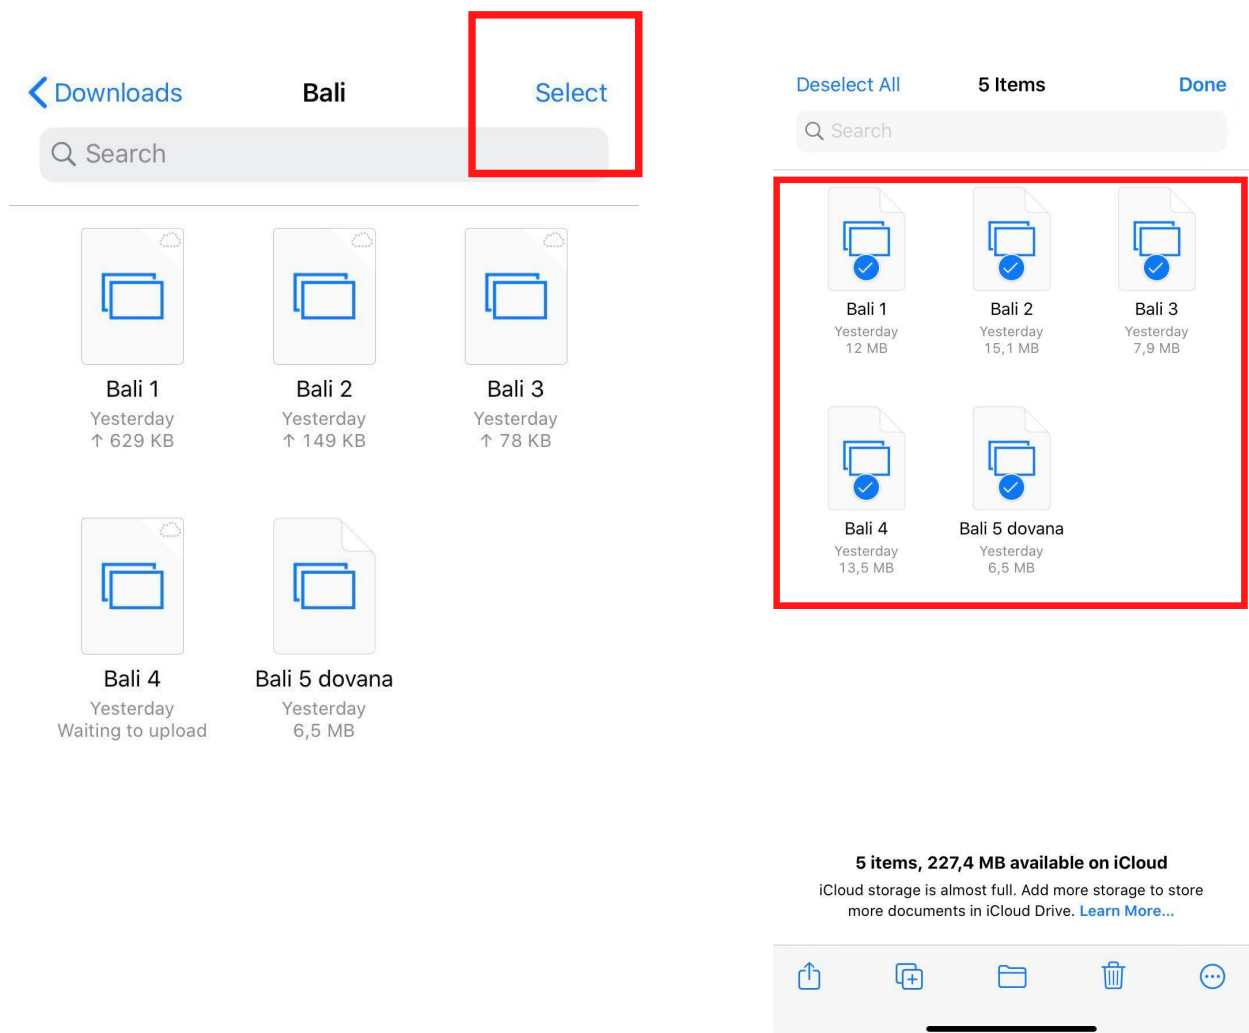 Downloads
Bali
Select
Search
Bali 1
Bali 2
Bali 3
Yesterday
Yesterday
Yesterday
↑ 629 KB
↑ 149 KB
↑ 78 KB
Bali 4
Bali 5 dovana
Yesterday
Yesterday
Waiting to upload
6,5 MB
Deselect All
5 Items
Done
Search
Bali 1
Bali 2
Bali 3
Yesterday
Yesterday
Yesterday
12 MB
15,1 MB
7,9 MB
Bali 4
Bali 5 dovana
Yesterday
Yesterday
13,5 MB
6,5 MB
5 items, 227,4 MB available on iCloud
iCloud storage is almost full. Add more storage to store
more documents in iCloud Drive. Learn More...